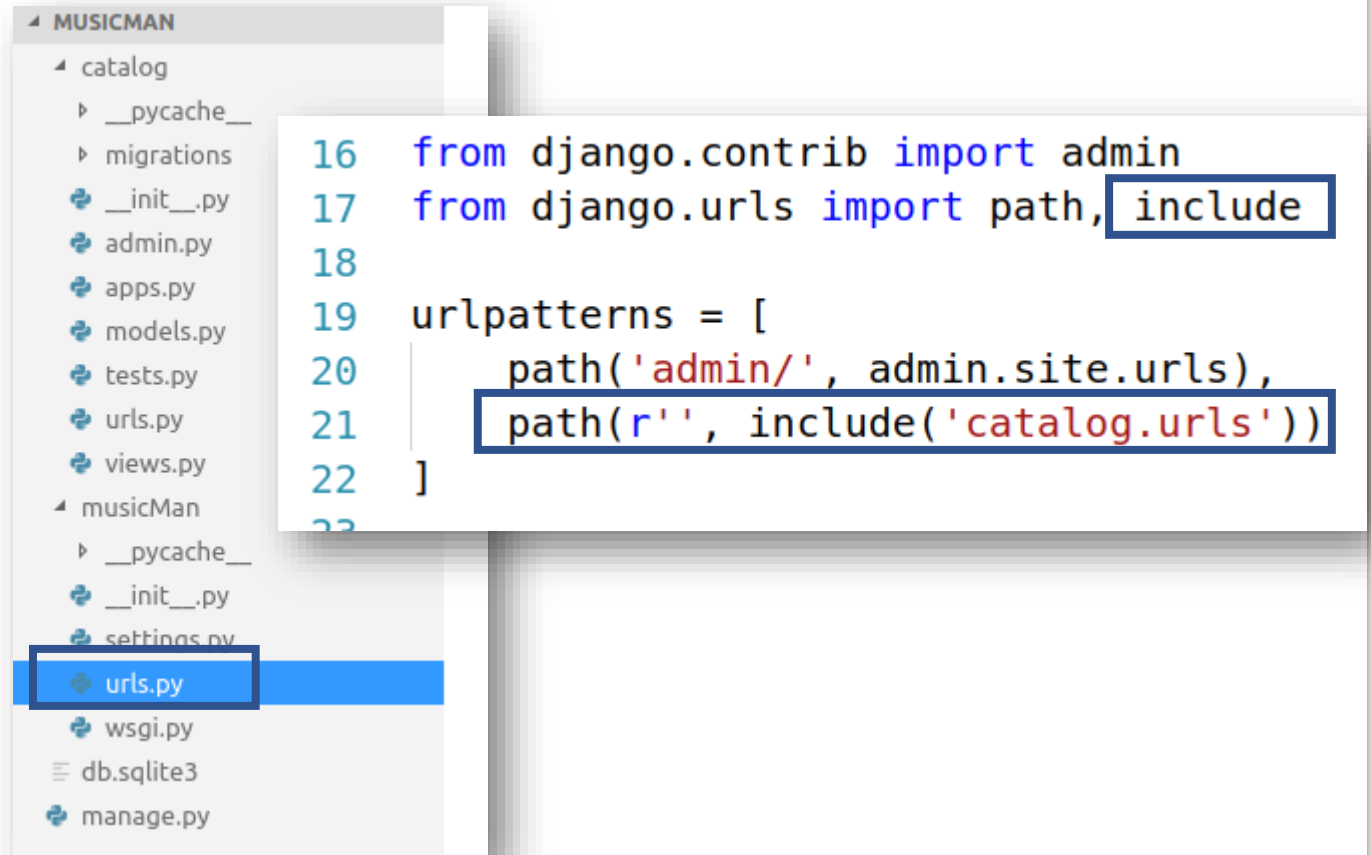 MUSICMAN
catalog
__pycache__
migrations
__init__.py
admin.py
apps.py
models.py
tests.py
urls.py
views.py
musicMan
__pycache__
__init__.py
settings.py
urls.py
wsgi.py
db.sqlite3
manage.py
16 from django.contrib import admin
17 from django.urls import path, include
18
19 urlpatterns = [
20 path('admin/', admin.site.urls),
21 path(r'', include('catalog.urls'))
22 ]
23